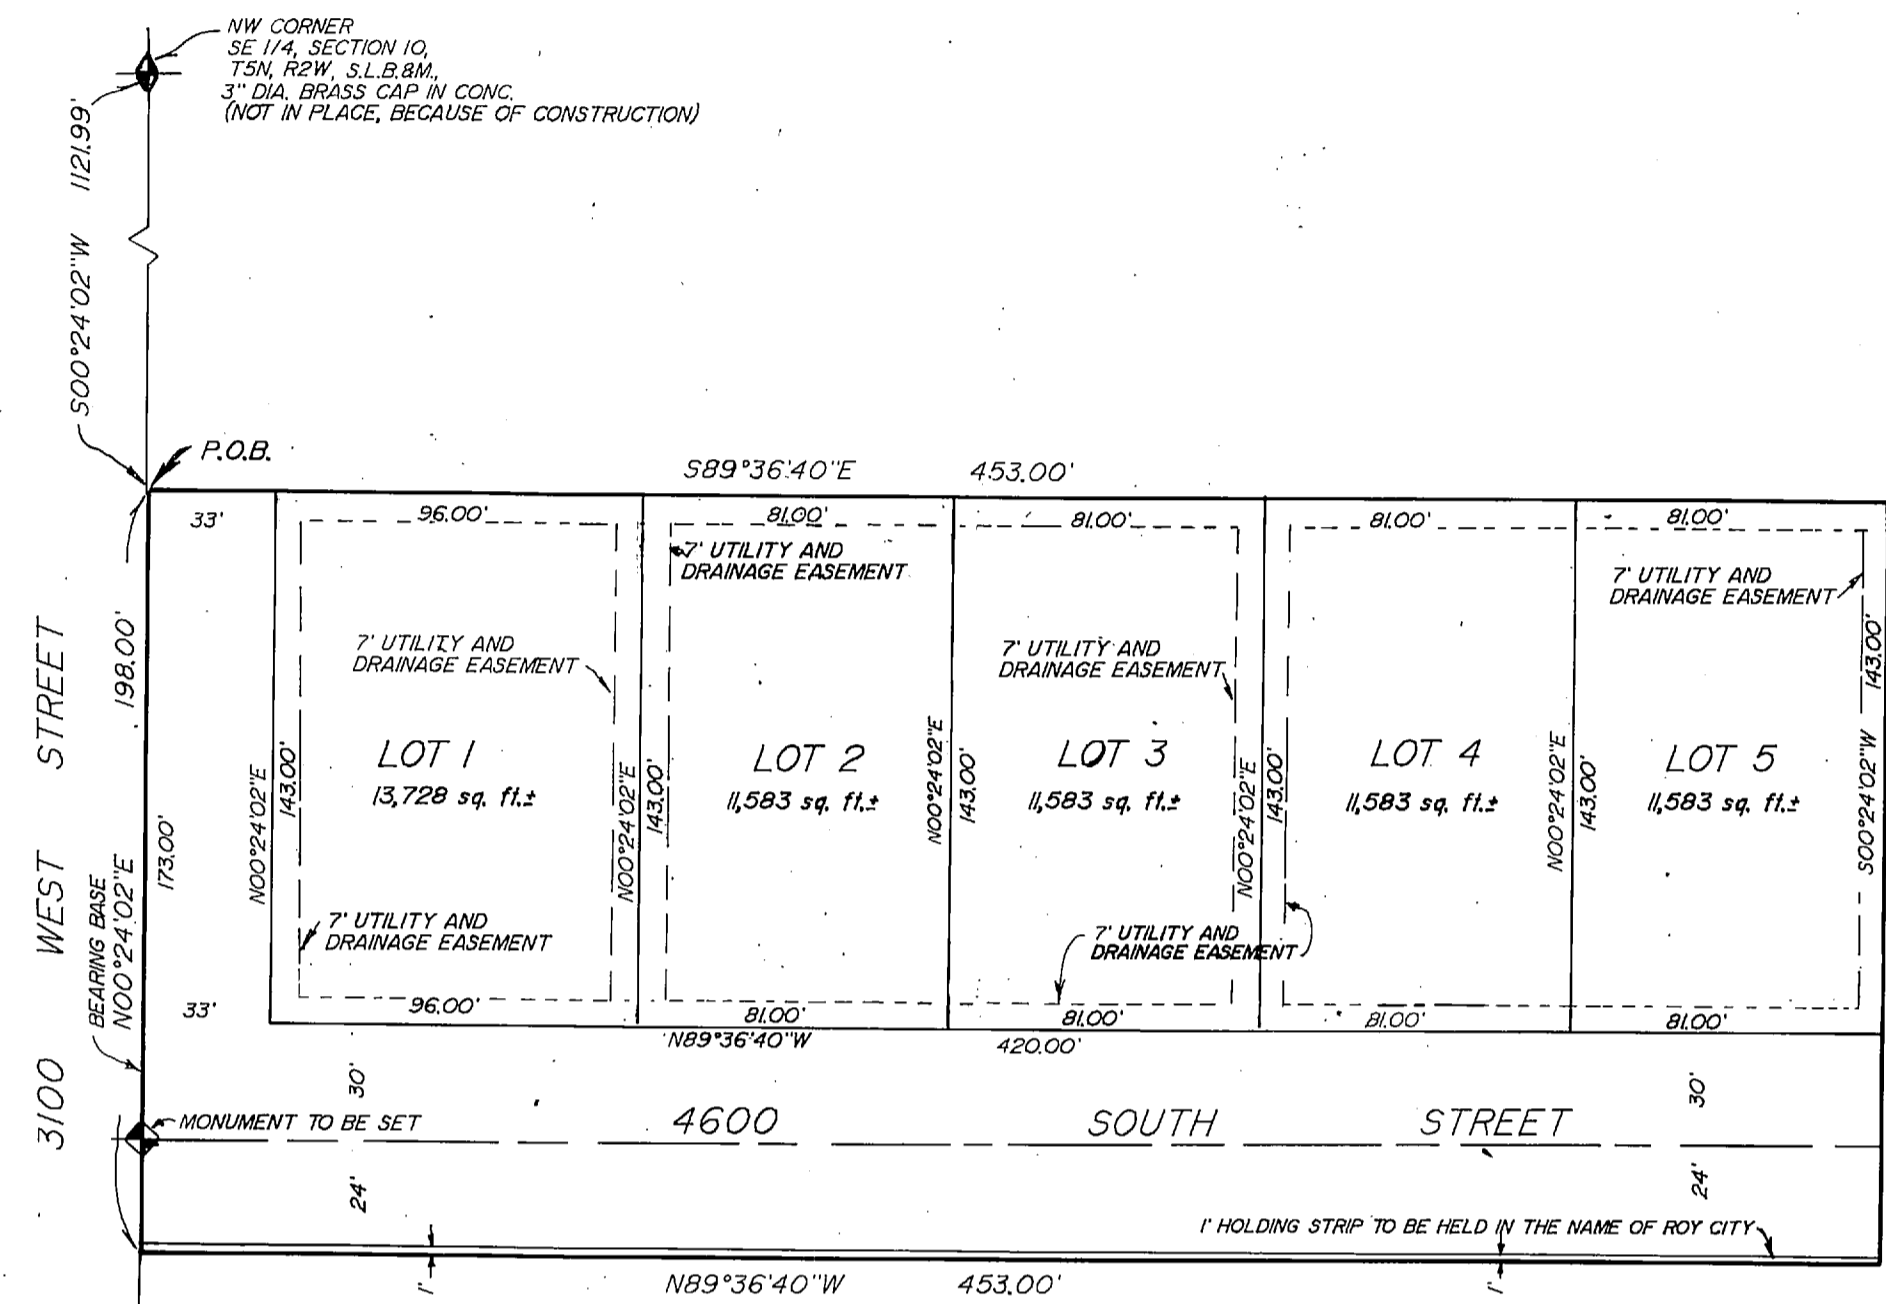 NW CORNER
SE 1/4, SECTION 10,
T5N, R2W, S.L.B.&M.,
3" DIA. BRASS CAP IN CONC.
(NOT IN PLACE, BECAUSE OF CONSTRUCTION)
S00°24'02"W 1121.99'
P.O.B.
S89°36'40"E 453.00'
33'
96.00'
81.00'
81.00'
81.00'
81.00'
7' UTILITY AND
DRAINAGE EASEMENT
7' UTILITY AND
DRAINAGE EASEMENT
7' UTILITY AND
DRAINAGE EASEMENT
7' UTILITY AND
DRAINAGE EASEMENT
3100 WEST STREET
198.00'
173.00'
BEARING BASE
N00°24'02"E
N00°24'02"E
143.00'
LOT 1
13,728 sq. ft.±
N00°24'02"E
143.00'
LOT 2
11,583 sq. ft.±
N00°24'02"E
143.00'
LOT 3
11,583 sq. ft.±
N00°24'02"E
143.00'
LOT 4
11,583 sq. ft.±
N00°24'02"E
143.00'
LOT 5
11,583 sq. ft.±
S00°24'02"W 143.00'
7' UTILITY AND
DRAINAGE EASEMENT
7' UTILITY AND
DRAINAGE EASEMENT
33'
96.00'
81.00'
81.00'
81.00'
81.00'
N89°36'40"W 420.00'
30'
30'
MONUMENT TO BE SET
4600 SOUTH STREET
24'
24'
1' HOLDING STRIP TO BE HELD IN THE NAME OF ROY CITY
1'
1'
N89°36'40"W 453.00'